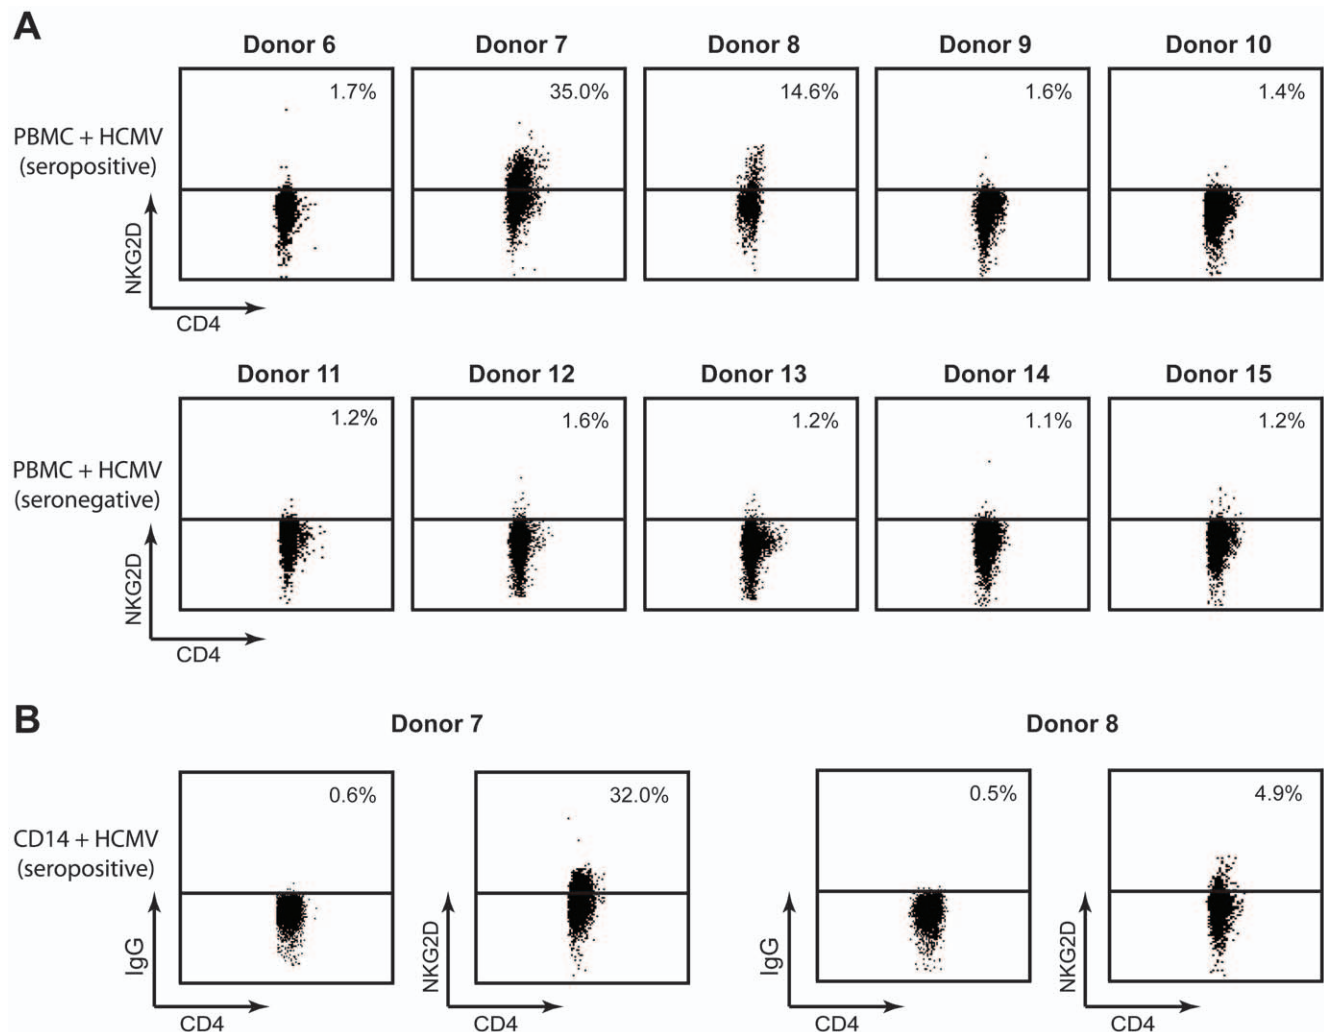 A
Donor 6 Donor 7 Donor 8 Donor 9 Donor 10
1.7% 35.0% 14.6% 1.6% 1.4%
PBMC + HCMV
(seropositive)
NKG2D
CD4
Donor 11 Donor 12 Donor 13 Donor 14 Donor 15
1.2% 1.6% 1.2% 1.1% 1.2%
PBMC + HCMV
(seronegative)
NKG2D
CD4
B
Donor 7 Donor 8
0.6% 32.0% 0.5% 4.9%
CD14 + HCMV
(seropositive)
IgG NKG2D IgG NKG2D
CD4 CD4 CD4 CD4